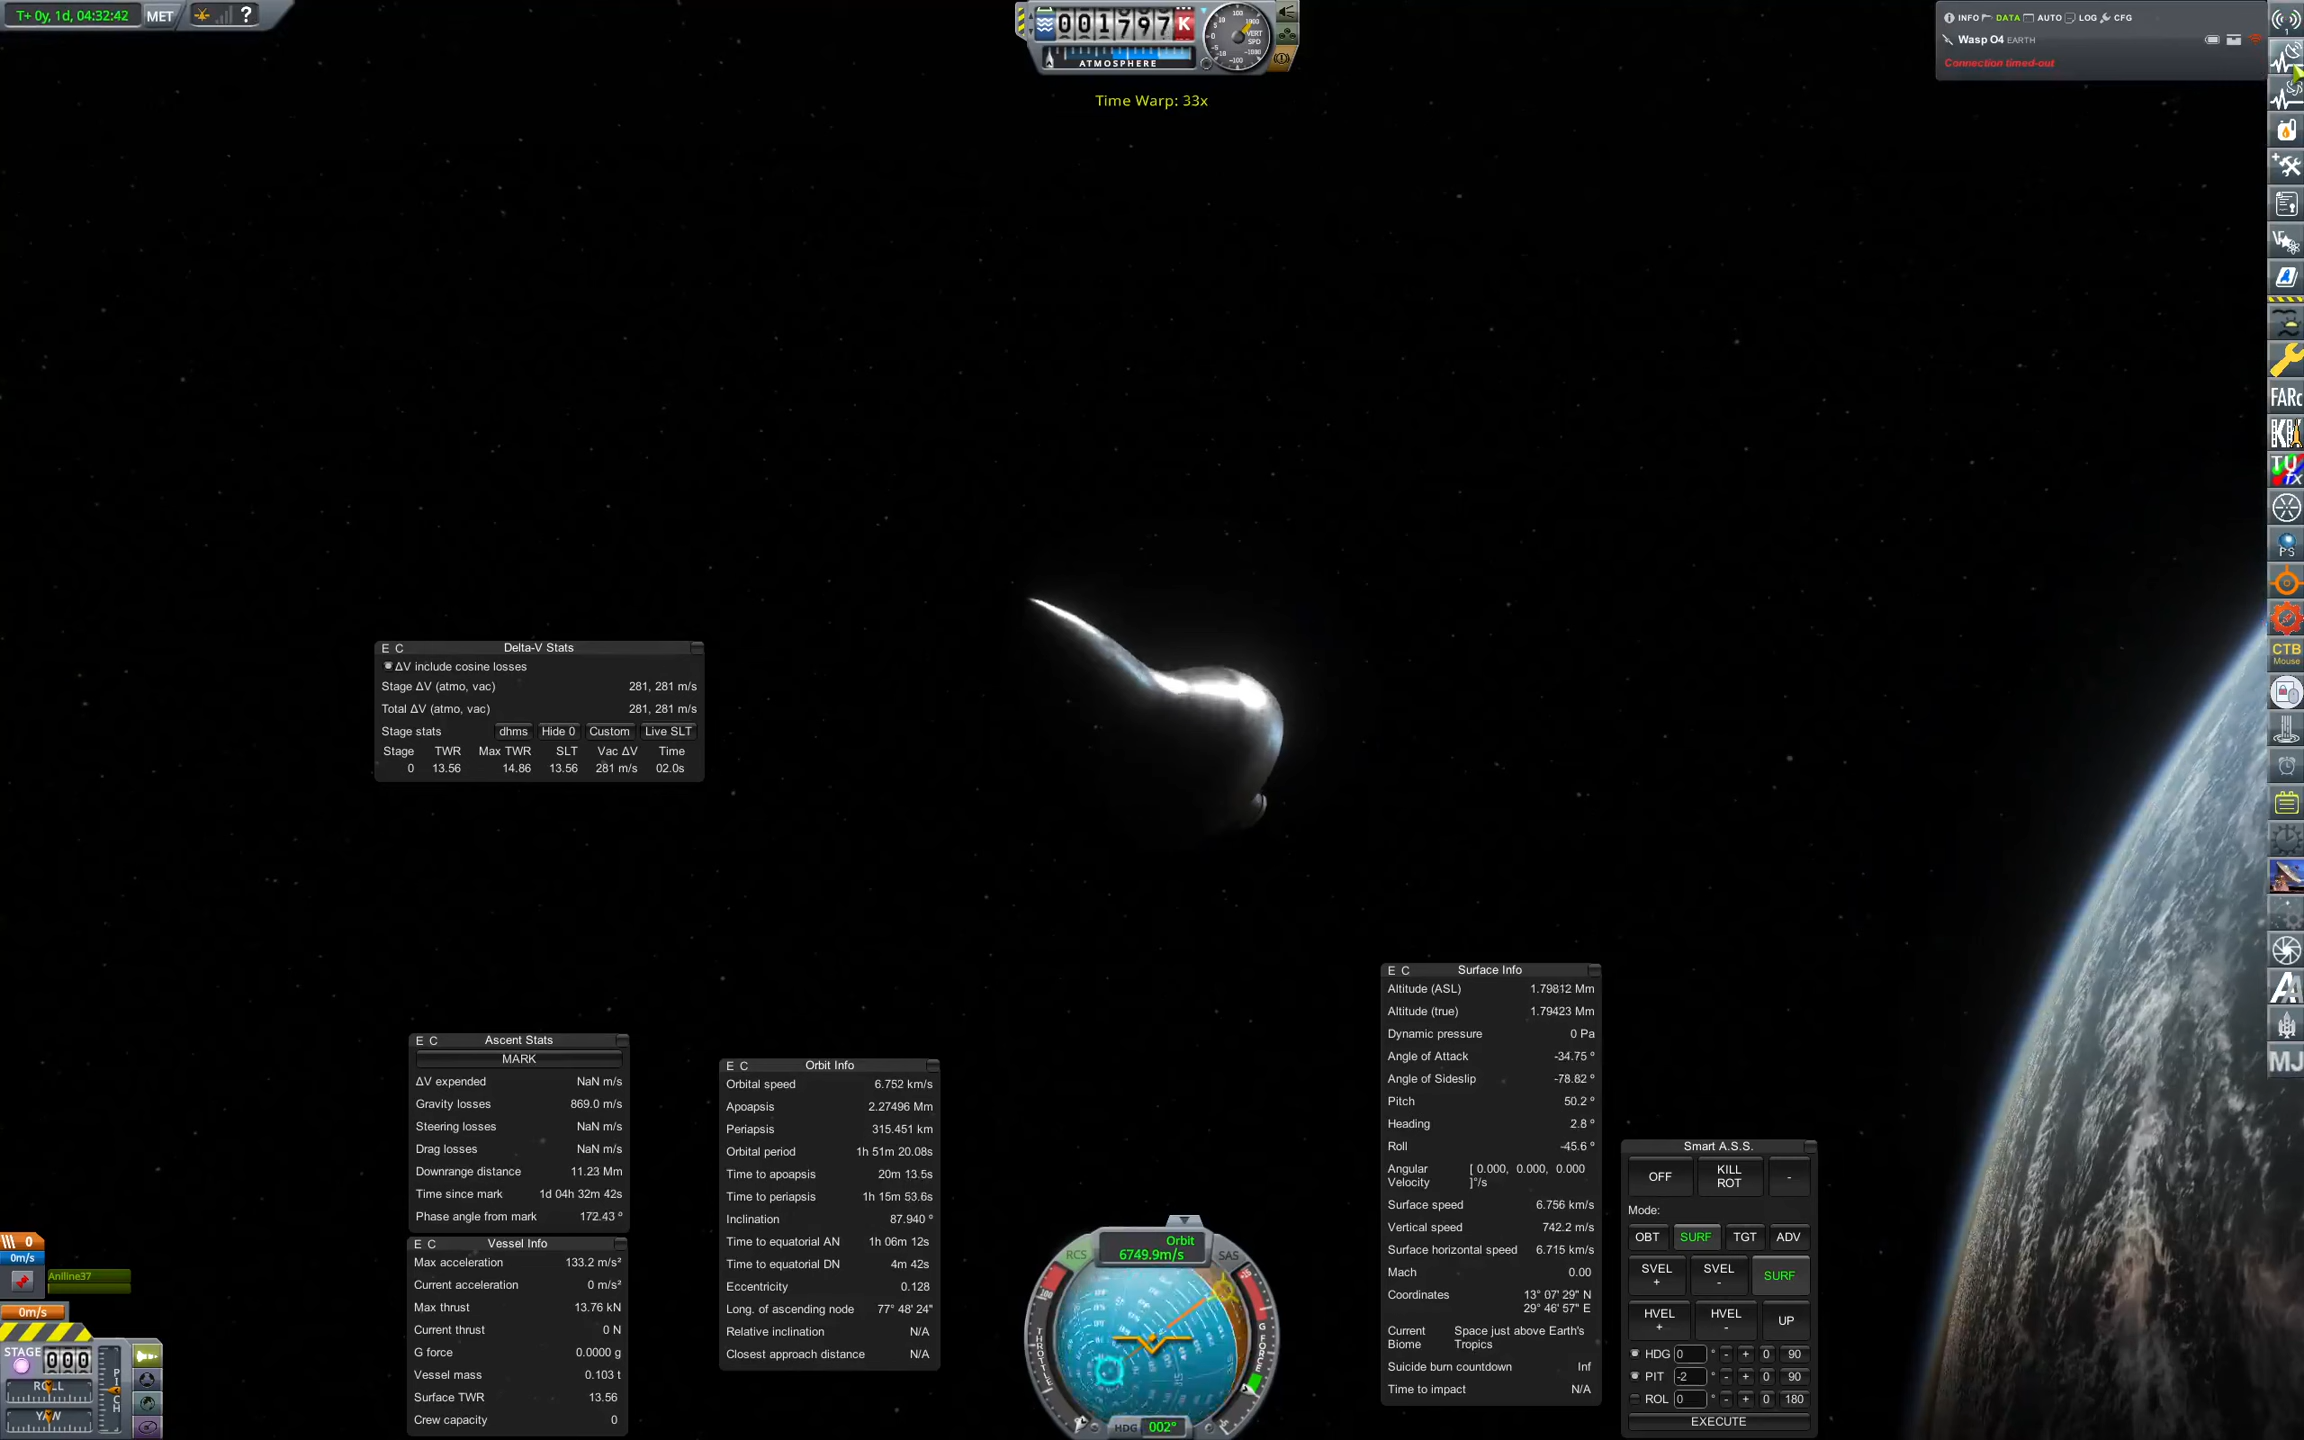 T+ 0y, 1d, 04:32:42 MET ?
001797 K
ATMOSPHERE
VERT SPD
Time Warp: 33x
INFO DATA AUTO LOG CFG
Wasp O4 EARTH
Connection timed-out
FARc
PS
CTB
Mouse
MJ
E C Delta-V Stats
ΔV include cosine losses
Stage ΔV (atmo, vac) 281, 281 m/s
Total ΔV (atmo, vac) 281, 281 m/s
Stage stats dhms Hide 0 Custom Live SLT
Stage TWR Max TWR SLT Vac ΔV Time
0 13.56 14.86 13.56 281 m/s 02.0s
E C Ascent Stats
MARK
ΔV expended NaN m/s
Gravity losses 869.0 m/s
Steering losses NaN m/s
Drag losses NaN m/s
Downrange distance 11.23 Mm
Time since mark 1d 04h 32m 42s
Phase angle from mark 172.43 º
E C Vessel Info
Max acceleration 133.2 m/s²
Current acceleration 0 m/s²
Max thrust 13.76 kN
Current thrust 0 N
G force 0.0000 g
Vessel mass 0.103 t
Surface TWR 13.56
Crew capacity 0
E C Orbit Info
Orbital speed 6.752 km/s
Apoapsis 2.27496 Mm
Periapsis 315.451 km
Orbital period 1h 51m 20.08s
Time to apoapsis 20m 13.5s
Time to periapsis 1h 15m 53.6s
Inclination 87.940 º
Time to equatorial AN 1h 06m 12s
Time to equatorial DN 4m 42s
Eccentricity 0.128
Long. of ascending node 77° 48' 24"
Relative inclination N/A
Closest approach distance N/A
E C Surface Info
Altitude (ASL) 1.79812 Mm
Altitude (true) 1.79423 Mm
Dynamic pressure 0 Pa
Angle of Attack -34.75 º
Angle of Sideslip -78.82 º
Pitch 50.2 º
Heading 2.8 º
Roll -45.6 º
Angular [ 0.000, 0.000, 0.000
Velocity ]°/s
Surface speed 6.756 km/s
Vertical speed 742.2 m/s
Surface horizontal speed 6.715 km/s
Mach 0.00
Coordinates 13° 07' 29" N
29° 46' 57" E
Current Space just above Earth's
Biome Tropics
Suicide burn countdown Inf
Time to impact N/A
Smart A.S.S.
OFF KILL ROT -
Mode:
OBT SURF TGT ADV
SVEL + SVEL - SURF
HVEL + HVEL - UP
HDG 0 ° - + 0 90
PIT -2 ° - + 0 90
ROL 0 ° - + 0 180
EXECUTE
RCS Orbit SAS
6749.9m/s
THROTTLE
G FORCE
HDG 002°
0
0m/s
Aniline37
0m/s
STAGE 000
ROLL
YAW
PITCH